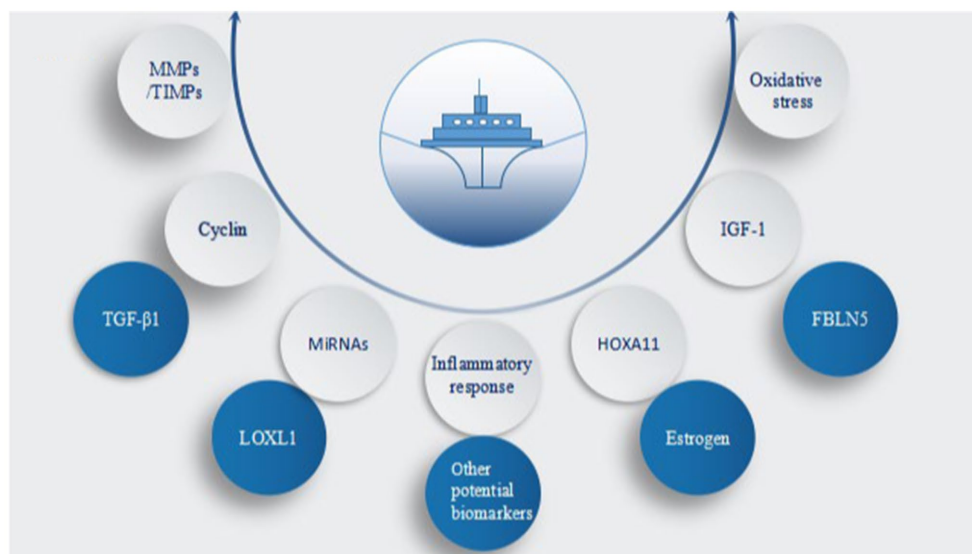 MMPs
/TIMPs
Oxidative
stress
Cyclin
IGF-1
TGF-β1
FBLN5
MiRNAs
HOXA11
Inflammatory
response
LOXL1
Estrogen
Other
potential
biomarkers